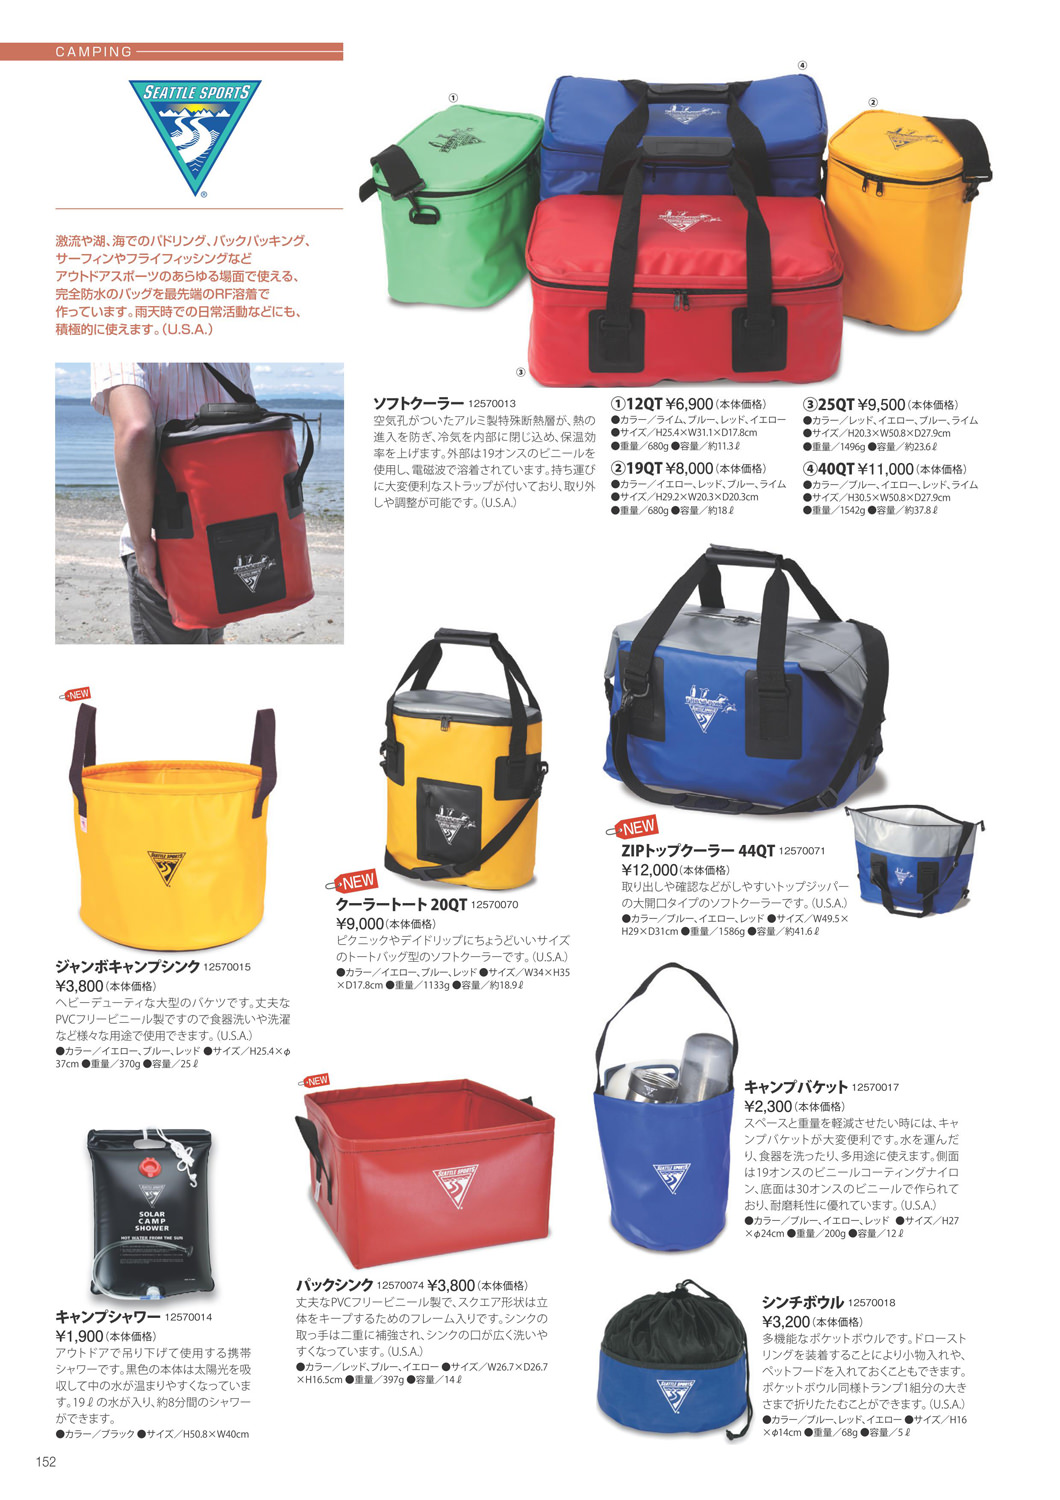 CAMPING
SEATTLE SPORTS
®
激流や湖、海でのパドリング、バックパッキング、
サーフィンやフライフィッシングなど
アウトドアスポーツのあらゆる場面で使える、
完全防水のバッグを最先端のRF溶着で
作っています。雨天時での日常活動などにも、
積極的に使えます。（U.S.A.）
①
④
②
③
ソフトクーラー 12570013
空気孔がついたアルミ製特殊断熱層が、熱の
進入を防ぎ、冷気を内部に閉じ込め、保温効
率を上げます。外部は19オンスのビニールを
使用し、電磁波で溶着されています。持ち運び
に大変便利なストラップが付いており、取り外
しや調整が可能です。（U.S.A.）
①12QT ¥6,900（本体価格）
●カラー／ライム、ブルー、レッド、イエロー
●サイズ／H25.4×W31.1×D17.8cm
●重量／680g ●容量／約11.3ℓ
②19QT ¥8,000（本体価格）
●カラー／イエロー、レッド、ブルー、ライム
●サイズ／H29.2×W20.3×D20.3cm
●重量／680g ●容量／約18ℓ
③25QT ¥9,500（本体価格）
●カラー／レッド、イエロー、ブルー、ライム
●サイズ／H20.3×W50.8×D27.9cm
●重量／1496g ●容量／約23.6ℓ
④40QT ¥11,000（本体価格）
●カラー／ブルー、イエロー、レッド、ライム
●サイズ／H30.5×W50.8×D27.9cm
●重量／1542g ●容量／約37.8ℓ
NEW
SEATTLE SPORTS
ジャンボキャンプシンク 12570015
¥3,800（本体価格）
ヘビーデューティな大型のバケツです。丈夫な
PVCフリービニール製ですので食器洗いや洗濯
など様々な用途で使用できます。（U.S.A.）
●カラー／イエロー、ブルー、レッド ●サイズ／H25.4×φ
37cm ●重量／370g ●容量／25ℓ
NEW
クーラートート 20QT 12570070
¥9,000（本体価格）
ピクニックやデイドリップにちょうどいいサイズ
のトートバッグ型のソフトクーラーです。（U.S.A.）
●カラー／イエロー、ブルー、レッド ●サイズ／W34×H35
×D17.8cm ●重量／1133g ●容量／約18.9ℓ
NEW
ZIPトップクーラー 44QT 12570071
¥12,000（本体価格）
取り出しや確認などがしやすいトップジッパー
の大開口タイプのソフトクーラーです。（U.S.A.）
●カラー／ブルー、イエロー、レッド ●サイズ／W49.5×
H29×D31cm ●重量／1586g ●容量／約41.6ℓ
SEATTLE SPORTS
キャンプバケット 12570017
¥2,300（本体価格）
スペースと重量を軽減させたい時には、キャ
ンプバケットが大変便利です。水を運んだ
り、食器を洗ったり、多用途に使えます。側面
は19オンスのビニールコーティングナイロ
ン、底面は30オンスのビニールで作られて
おり、耐磨耗性に優れています。（U.S.A.）
●カラー／ブルー、イエロー、レッド ●サイズ／H27
×φ24cm ●重量／200g ●容量／12ℓ
SOLAR
CAMP
SHOWER
HOT WATER FROM THE SUN
キャンプシャワー 12570014
¥1,900（本体価格）
アウトドアで吊り下げて使用する携帯
シャワーです。黒色の本体は太陽光を吸
収して中の水が温まりやすくなっていま
す。19ℓの水が入り、約8分間のシャワー
ができます。
●カラー／ブラック ●サイズ／H50.8×W40cm
NEW
SEATTLE SPORTS
パックシンク 12570074 ¥3,800（本体価格）
丈夫なPVCフリービニール製で、スクエア形状は立
体をキープするためのフレーム入りです。シンクの
取っ手は二重に補強され、シンクの口が広く洗いや
すくなっています。（U.S.A.）
●カラー／レッド、ブルー、イエロー ●サイズ／W26.7×D26.7
×H16.5cm ●重量／397g ●容量／14ℓ
SEATTLE SPORTS
シンチボウル 12570018
¥3,200（本体価格）
多機能なポケットボウルです。ドロースト
リングを装着することにより小物入れや、
ペットフードを入れておくこともできます。
ポケットボウル同様トランプ1組分の大き
さまで折りたたむことができます。（U.S.A.）
●カラー／ブルー、レッド、イエロー ●サイズ／H16
×φ14cm ●重量／68g ●容量／5ℓ
152